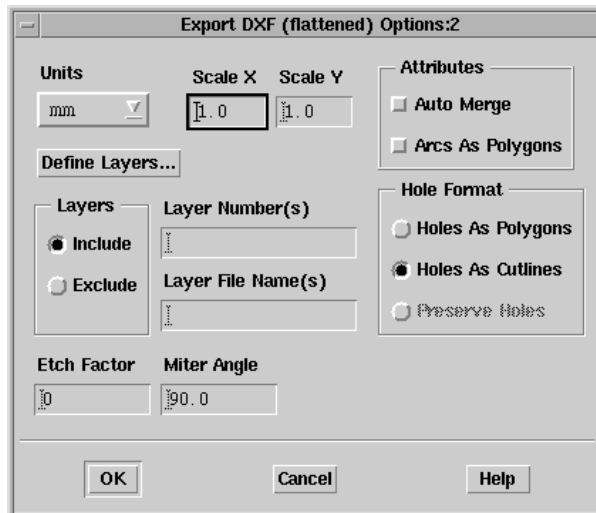 Export DXF (flattened) Options:2
Units
Scale X
Scale Y
mm
1.0
1.0
Attributes
Auto Merge
Arcs As Polygons
Define Layers...
Layers
Include
Exclude
Layer Number(s)
Layer File Name(s)
Hole Format
Holes As Polygons
Holes As Cutlines
Preserve Holes
Etch Factor
Miter Angle
0
90.0
OK
Cancel
Help